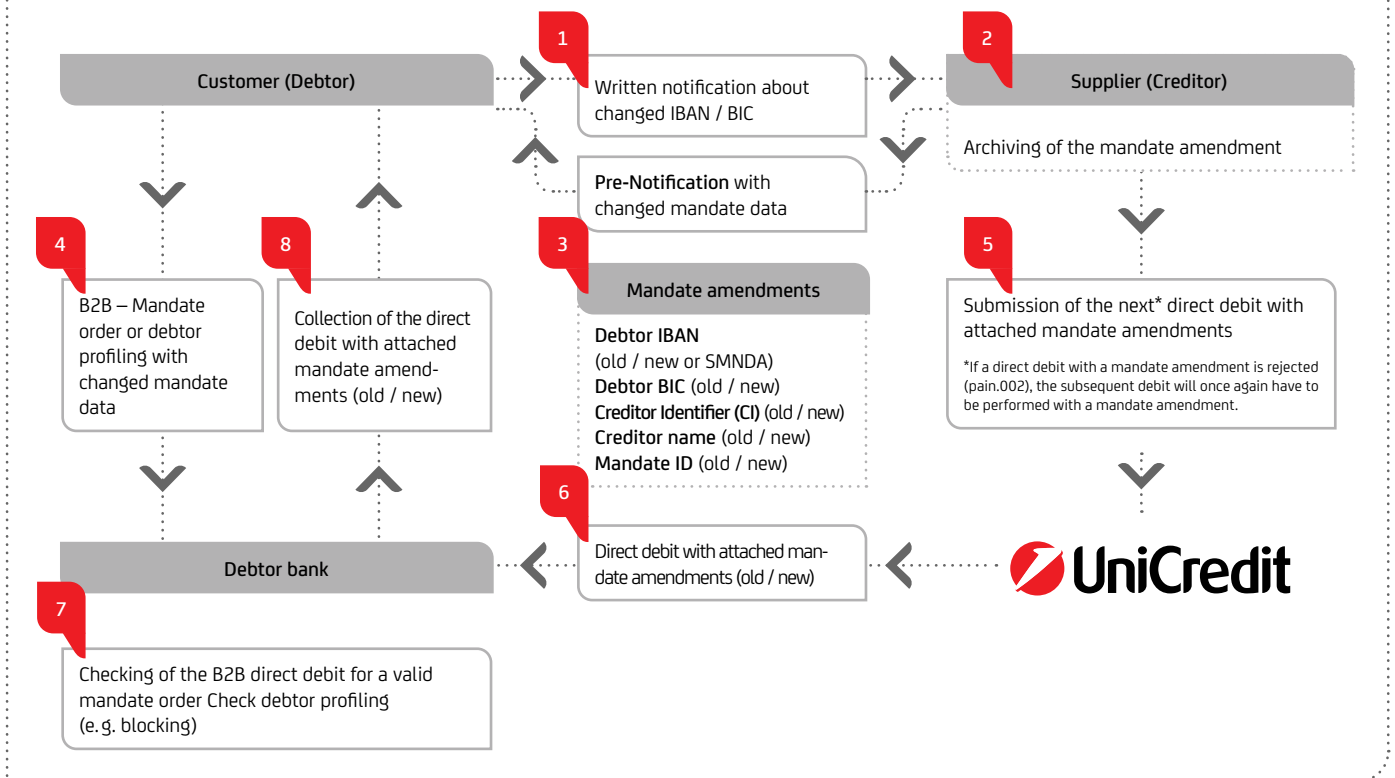 1
2
Customer (Debtor)
Written notification about
changed IBAN / BIC
Supplier (Creditor)
Archiving of the mandate amendment
Pre-Notification with
changed mandate data
4
8
3
5
B2B – Mandate
order or debtor
profiling with
changed mandate
data
Collection of the direct
debit with attached
mandate amend-
ments (old / new)
Mandate amendments
Debtor IBAN
(old / new or SMNDA)
Debtor BIC (old / new)
Creditor Identifier (CI) (old / new)
Creditor name (old / new)
Mandate ID (old / new)
Submission of the next* direct debit with
attached mandate amendments
*If a direct debit with a mandate amendment is rejected
(pain.002), the subsequent debit will once again have to
be performed with a mandate amendment.
6
Debtor bank
Direct debit with attached man-
date amendments (old / new)
UniCredit
7
Checking of the B2B direct debit for a valid
mandate order Check debtor profiling
(e. g. blocking)